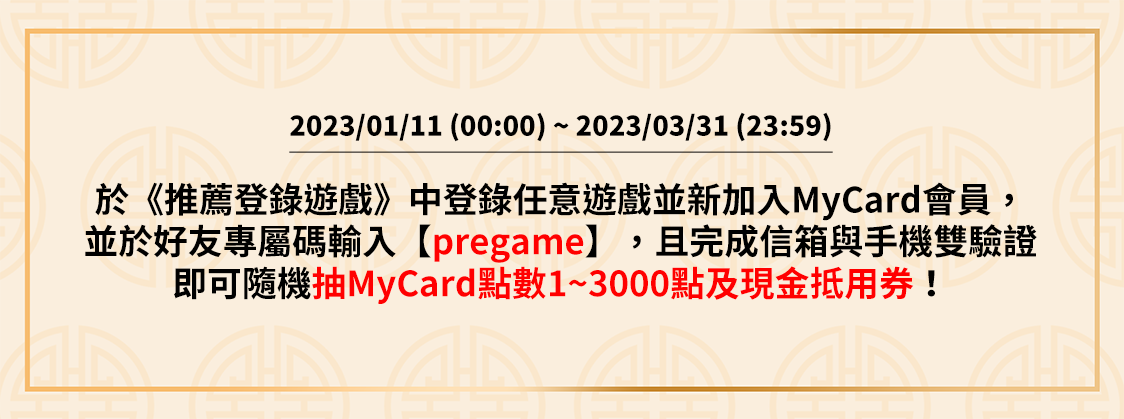 2023/01/11 (00:00) ~ 2023/03/31 (23:59)
於《推薦登錄遊戲》中登錄任意遊戲並新加入MyCard會員，
並於好友專屬碼輸入【pregame】，且完成信箱與手機雙驗證
即可隨機抽MyCard點數1~3000點及現金抵用券！